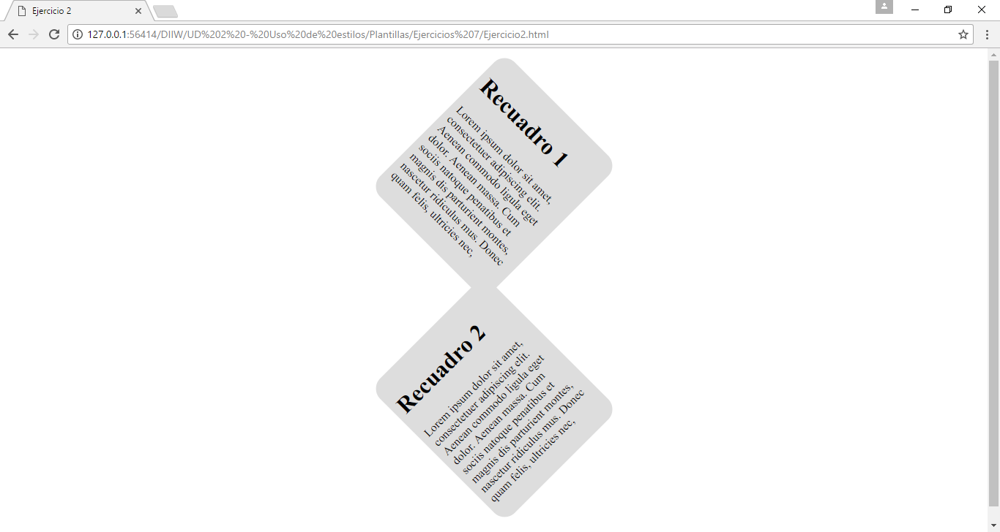 Ejercicio 2
127.0.0.1:56414/DIIW/UD%202%20-%20Uso%20de%20estilos/Plantillas/Ejercicios%207/Ejercicio2.html
Recuadro 1
Lorem ipsum dolor sit amet,
consectetuer adipiscing elit.
Aenean commodo ligula eget
dolor. Aenean massa. Cum
sociis natoque penatibus et
magnis dis parturient montes,
nascetur ridiculus mus. Donec
quam felis, ultricies nec,
Recuadro 2
Lorem ipsum dolor sit amet,
consectetuer adipiscing elit.
Aenean commodo ligula eget
dolor. Aenean massa. Cum
sociis natoque penatibus et
magnis dis parturient montes,
nascetur ridiculus mus. Donec
quam felis, ultricies nec,